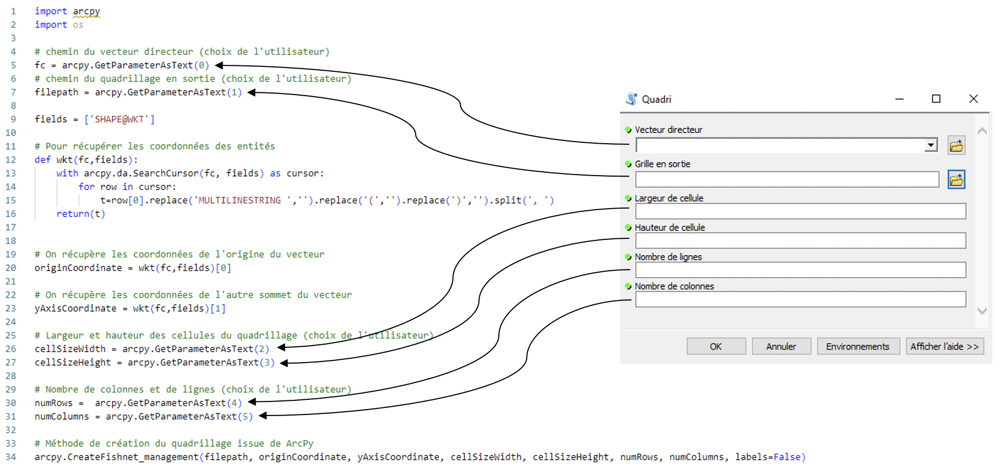 1 import arcpy
2 import os
3
4 # chemin du vecteur directeur (choix de l'utilisateur)
5 fc = arcpy.GetParameterAsText(0)
6 # chemin du quadrillage en sortie (choix de l'utilisateur)
7 filepath = arcpy.GetParameterAsText(1)
8
9 fields = ['SHAPE@WKT']
10
11 # Pour récupérer les coordonnées des entités
12 def wkt(fc,fields):
13     with arcpy.da.SearchCursor(fc, fields) as cursor:
14         for row in cursor:
15             t=row[0].replace('MULTILINESTRING ','').replace('(','').replace(')','').split(', ')
16     return(t)
17
18
19 # On récupère les coordonnées de l'origine du vecteur
20 originCoordinate = wkt(fc,fields)[0]
21
22 # On récupère les coordonnées de l'autre sommet du vecteur
23 yAxisCoordinate = wkt(fc,fields)[1]
24
25 # Largeur et hauteur des cellules du quadrillage (choix de l'utilisateur)
26 cellSizeWidth = arcpy.GetParameterAsText(2)
27 cellSizeHeight = arcpy.GetParameterAsText(3)
28
29 # Nombre de colonnes et de lignes (choix de l'utilisateur)
30 numRows =  arcpy.GetParameterAsText(4)
31 numColumns = arcpy.GetParameterAsText(5)
32
33 # Méthode de création du quadrillage issue de ArcPy
34 arcpy.CreateFishnet_management(filepath, originCoordinate, yAxisCoordinate, cellSizeWidth, cellSizeHeight, numRows, numColumns, labels=False)
Quadri
Vecteur directeur
Grille en sortie
Largeur de cellule
Hauteur de cellule
Nombre de lignes
Nombre de colonnes
OK Annuler Environnements Afficher l'aide >>